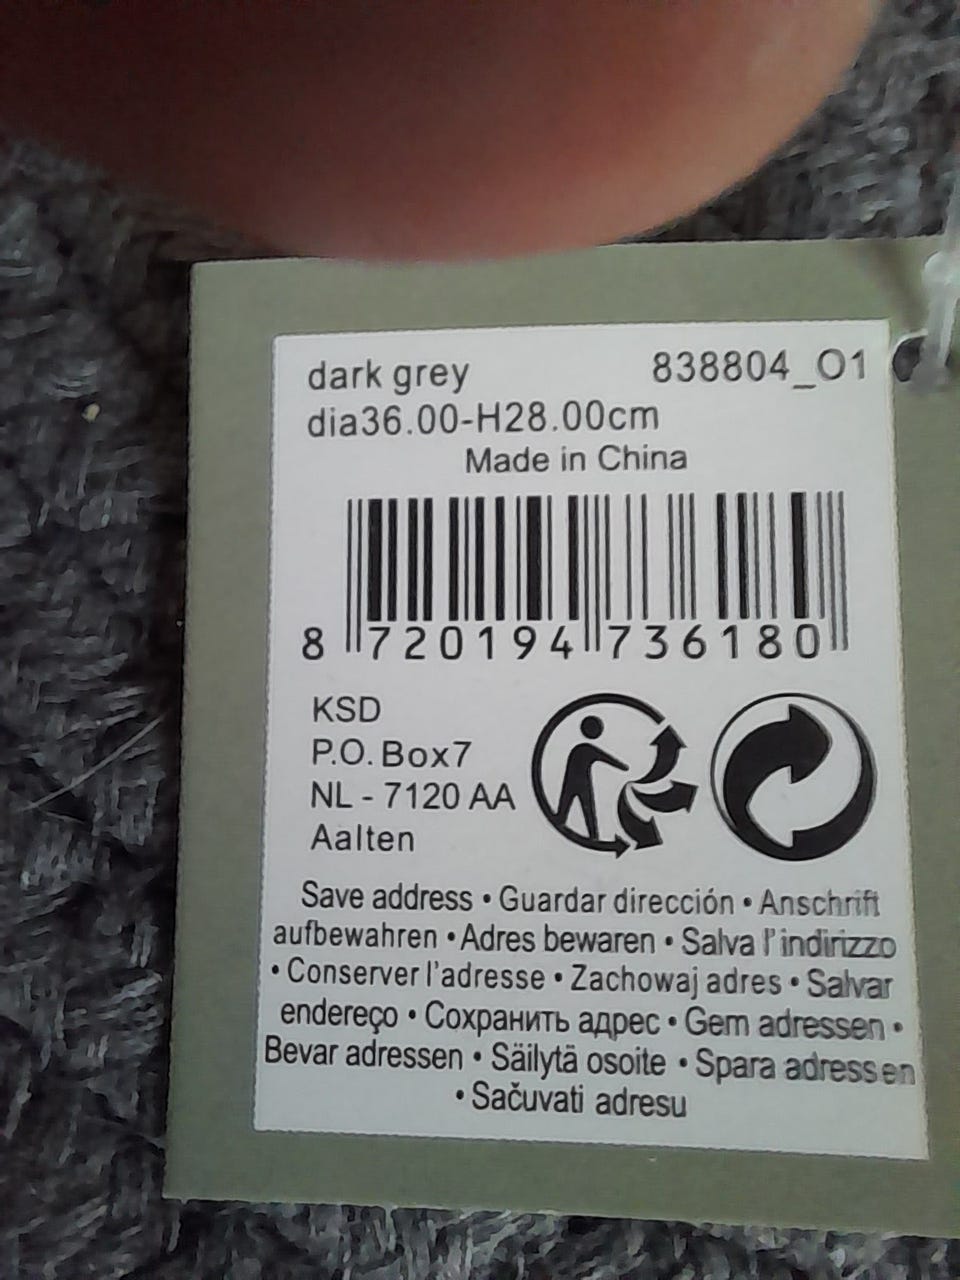 dark grey 838804_01
dia36.00-H28.00cm
Made in China
8 720194 736180
KSD
P.O. Box7
NL - 7120 AA
Aalten
Save address • Guardar dirección • Anschrift
aufbewahren • Adres bewaren • Salva l'indirizzo
• Conserver l'adresse • Zachowaj adres • Salvar
endereço • Сохранить адрес • Gem adressen •
Bevar adressen • Säilytä osoite • Spara adressen
• Sačuvati adresu